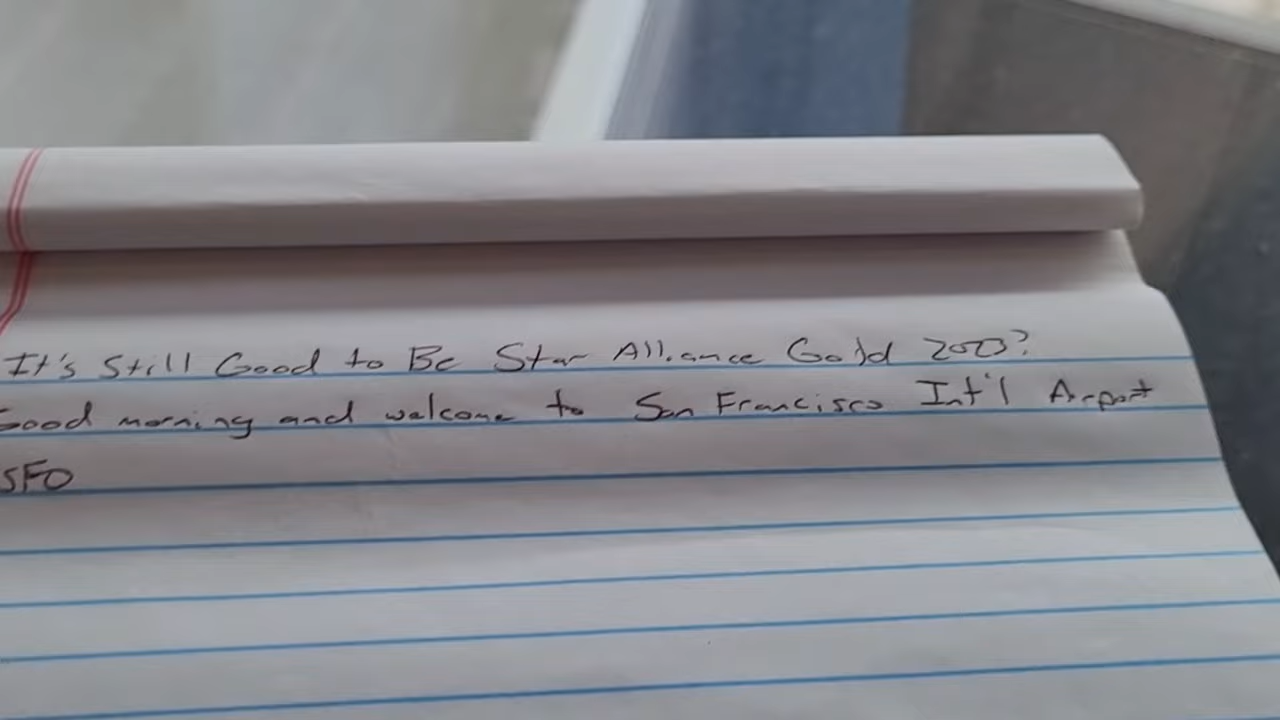 It's Still Good to Be Star Alliance Gold 2023?
Good morning and welcome to San Francisco Int'l Airport
SFO